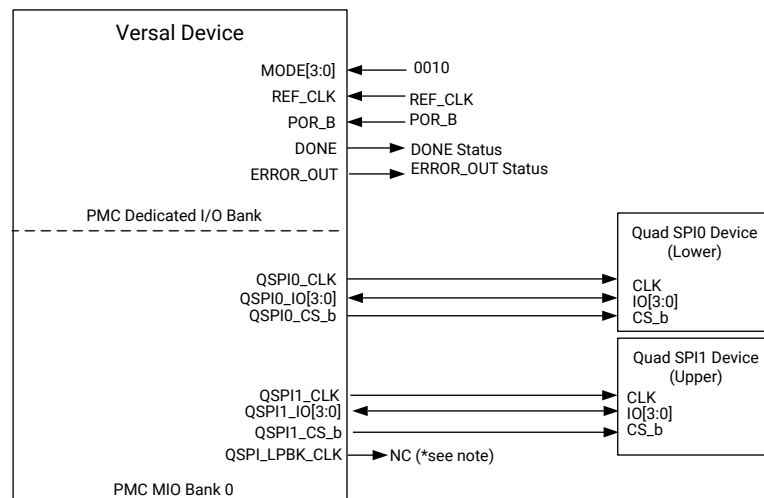 Versal Device
MODE[3:0]
0010
REF_CLK
REF_CLK
POR_B
POR_B
DONE
DONE Status
ERROR_OUT
ERROR_OUT Status
PMC Dedicated I/O Bank
Quad SPI0 Device
(Lower)
QSPI0_CLK
CLK
QSPI0_IO[3:0]
IO[3:0]
QSPI0_CS_b
CS_b
Quad SPI1 Device
(Upper)
QSPI1_CLK
CLK
QSPI1_IO[3:0]
IO[3:0]
QSPI1_CS_b
CS_b
QSPI_LPBK_CLK
NC (*see note)
PMC MIO Bank 0